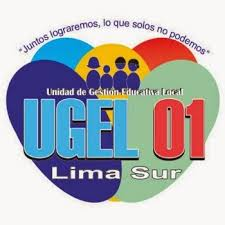 "Juntos lograremos, lo que solos no podemos"
Unidad de Gestión Educativa Local
UGEL 01
Lima Sur